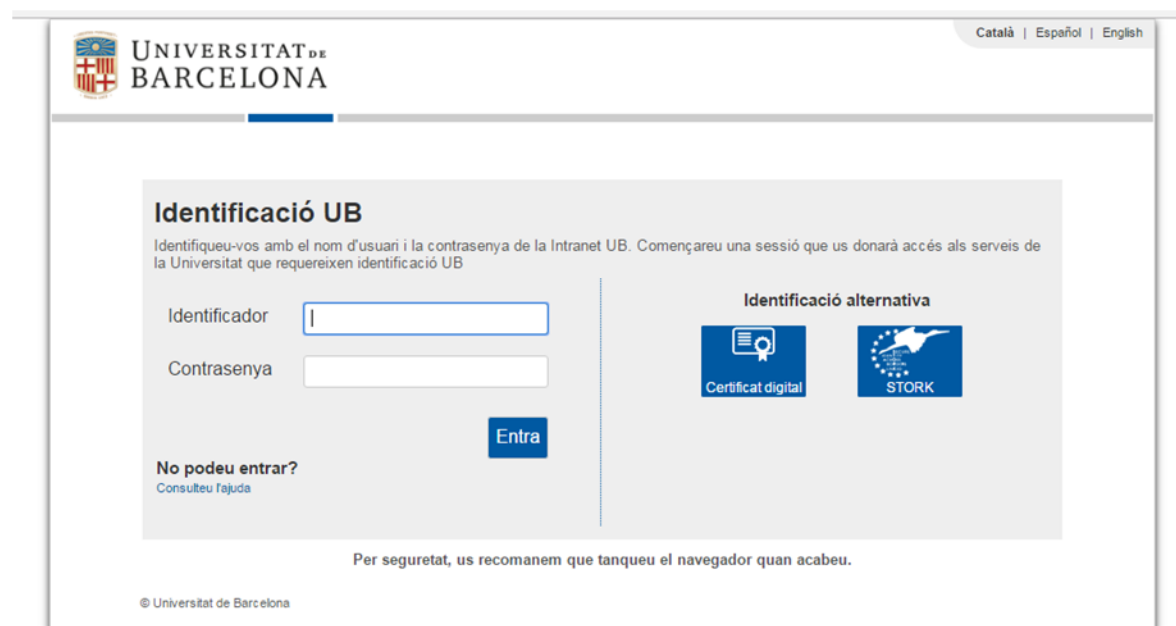 Català | Español | English
UNIVERSITAT DE
BARCELONA
Identificació UB
Identifiqueu-vos amb el nom d'usuari i la contrasenya de la Intranet UB. Començareu una sessió que us donarà accés als serveis de
la Universitat que requereixen identificació UB
Identificador
Contrasenya
Entra
No podeu entrar?
Consulteu l'ajuda
Identificació alternativa
Certificat digital
STORK
Per seguretat, us recomanem que tanqueu el navegador quan acabeu.
© Universitat de Barcelona